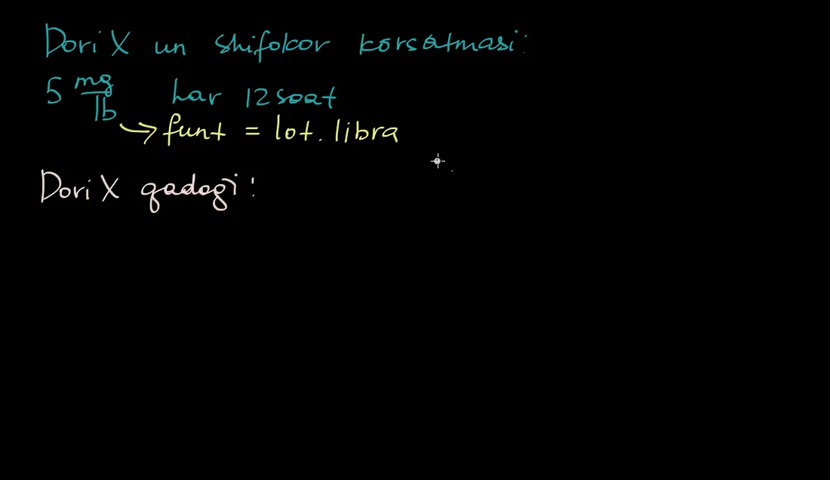 Dori X un shifokor korsatmasi:
5 mg/lb har 12 soat
funt = lot. libra
Dori X qadogi: